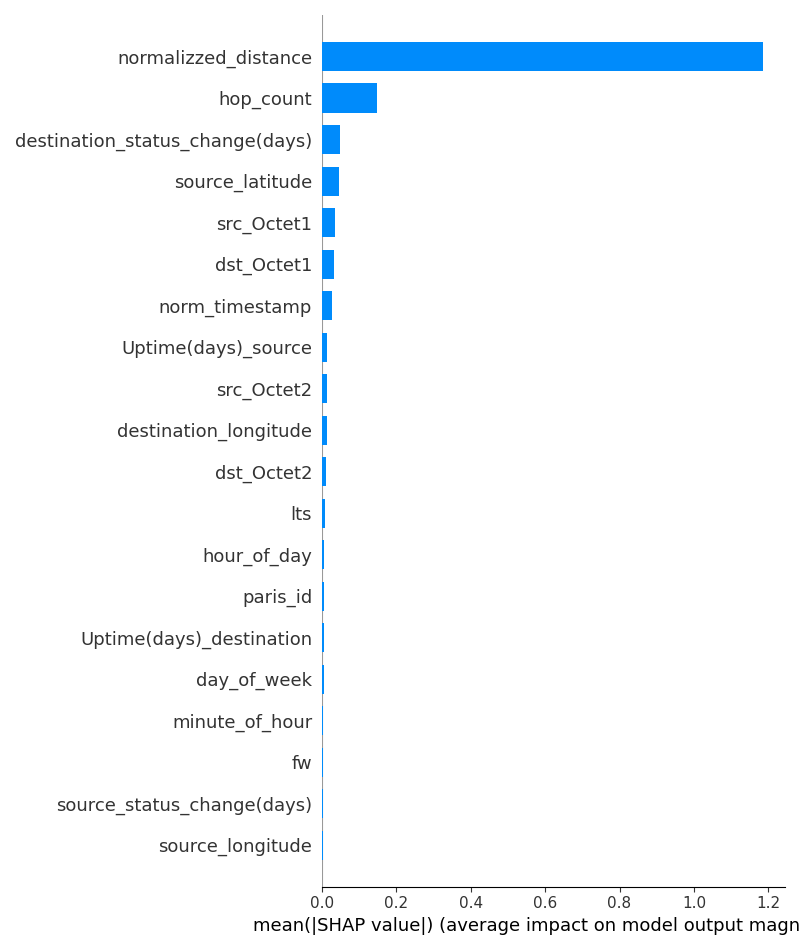 normalizzed_distance
hop_count
destination_status_change(days)
source_latitude
src_Octet1
dst_Octet1
norm_timestamp
Uptime(days)_source
src_Octet2
destination_longitude
dst_Octet2
lts
hour_of_day
paris_id
Uptime(days)_destination
day_of_week
minute_of_hour
fw
source_status_change(days)
source_longitude
0.0 0.2 0.4 0.6 0.8 1.0 1.2
mean(|SHAP value|) (average impact on model output magn